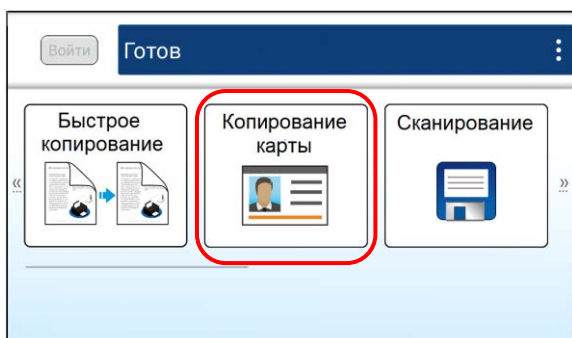 Войти
Готов
Быстрое
копирование
Копирование
карты
Сканирование
«
»